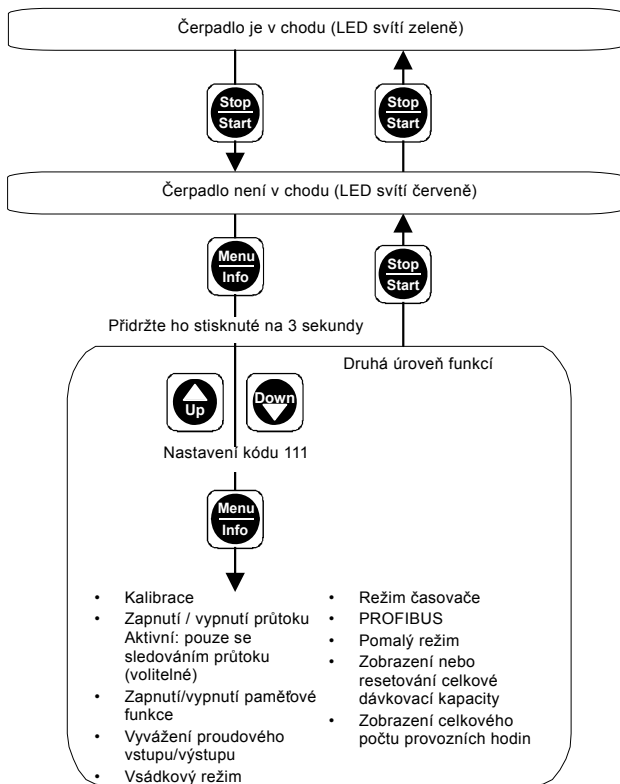 Čerpadlo je v chodu (LED svítí zeleně)
Stop
Start
Stop
Start
Čerpadlo není v chodu (LED svítí červeně)
Menu
Info
Stop
Start
Přidržte ho stisknuté na 3 sekundy
Druhá úroveň funkcí
Up
Down
Nastavení kódu 111
Menu
Info
• Kalibrace
• Zapnutí / vypnutí průtoku
Aktivní: pouze se
sledováním průtoku
(volitelné)
• Zapnutí/vypnutí paměťové
funkce
• Vyvážení proudového
vstupu/výstupu
• Vsádkový režim
• Režim časovače
• PROFIBUS
• Pomalý režim
• Zobrazení nebo
resetování celkové
dávkovací kapacity
• Zobrazení celkového
počtu provozních hodin